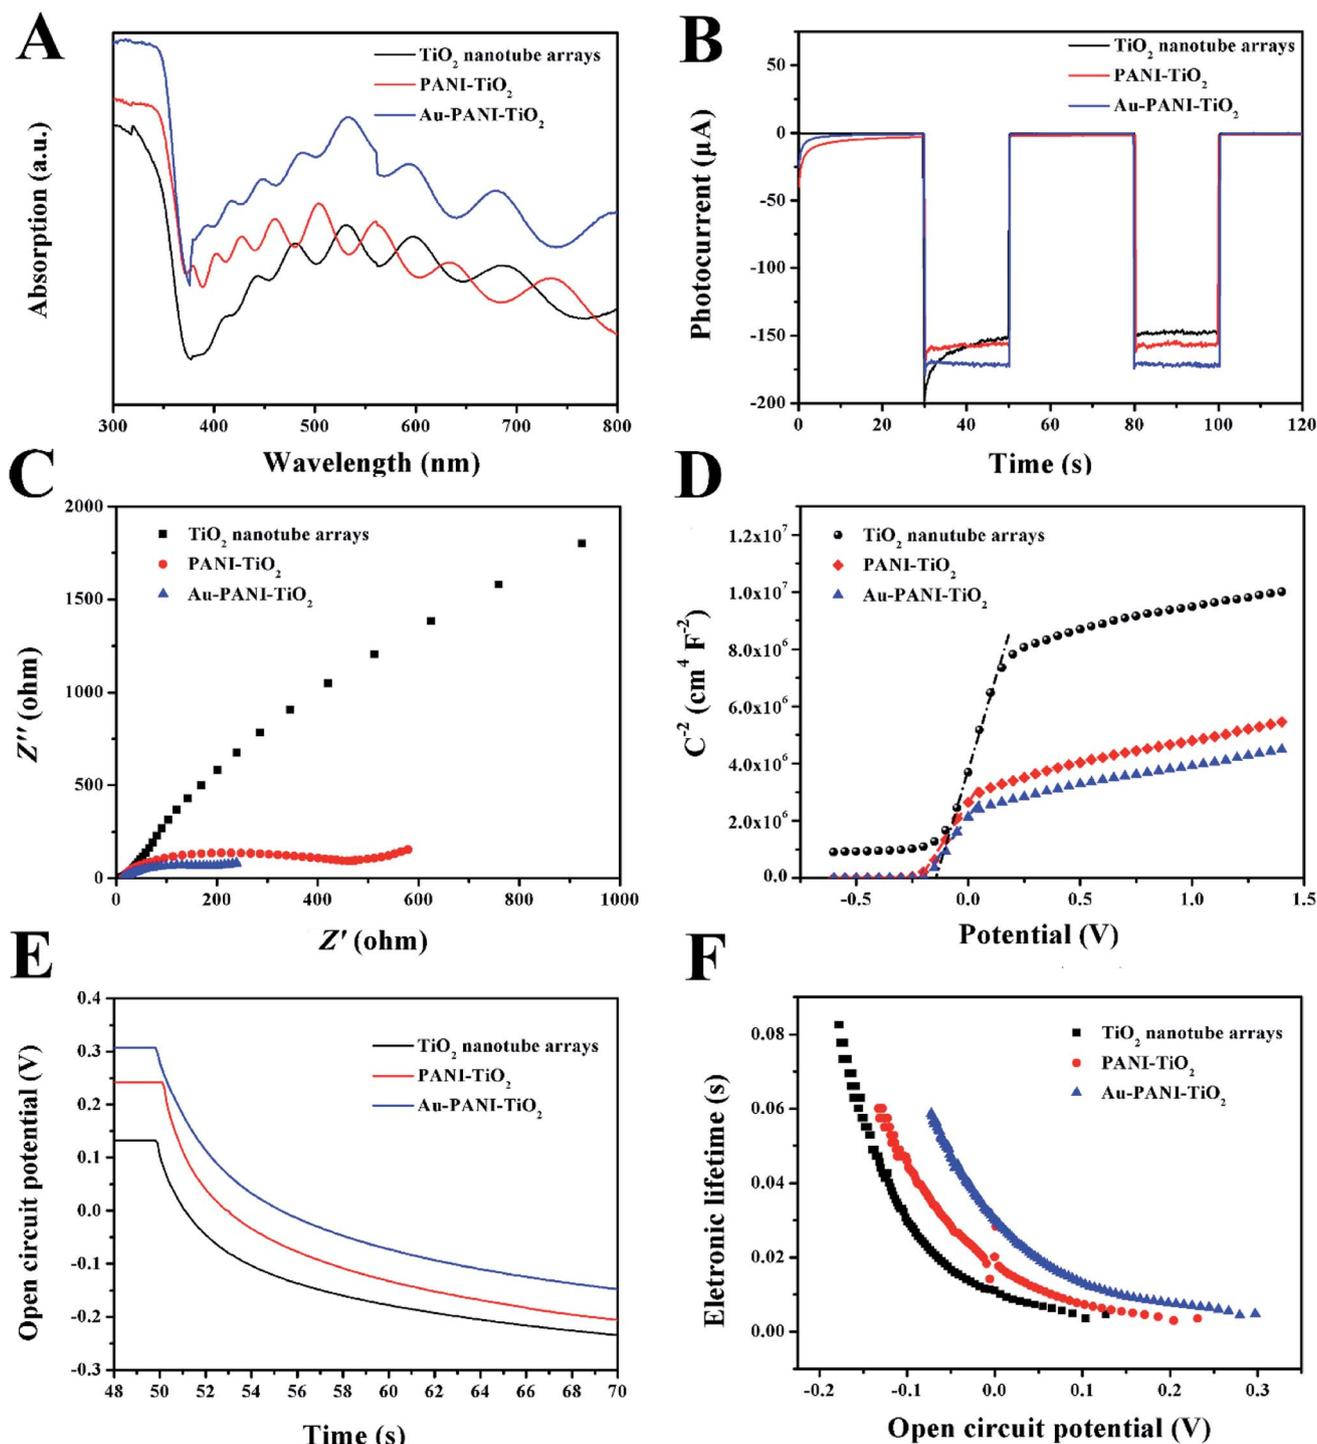 A
TiO2 nanotube arrays
PANI-TiO2
Au-PANI-TiO2
Absorption (a.u.)
300 400 500 600 700 800
Wavelength (nm)
B
TiO2 nanotube arrays
PANI-TiO2
Au-PANI-TiO2
Photocurrent (μA)
50
0
-50
-100
-150
-200
0 20 40 60 80 100 120
Time (s)
C
TiO2 nanotube arrays
PANI-TiO2
Au-PANI-TiO2
Z'' (ohm)
2000
1500
1000
500
0
0 200 400 600 800 1000
Z' (ohm)
D
TiO2 nanutube arrays
PANI-TiO2
Au-PANI-TiO2
C-2 (cm4 F-2)
1.2x107
1.0x107
8.0x106
6.0x106
4.0x106
2.0x106
0.0
-0.5 0.0 0.5 1.0 1.5
Potential (V)
E
TiO2 nanotube arrays
PANI-TiO2
Au-PANI-TiO2
Open circuit potential (V)
0.4
0.3
0.2
0.1
0.0
-0.1
-0.2
-0.3
48 50 52 54 56 58 60 62 64 66 68 70
Time (s)
F
TiO2 nanotube arrays
PANI-TiO2
Au-PANI-TiO2
Eletronic lifetime (s)
0.08
0.06
0.04
0.02
0.00
-0.2 -0.1 0.0 0.1 0.2 0.3
Open circuit potential (V)